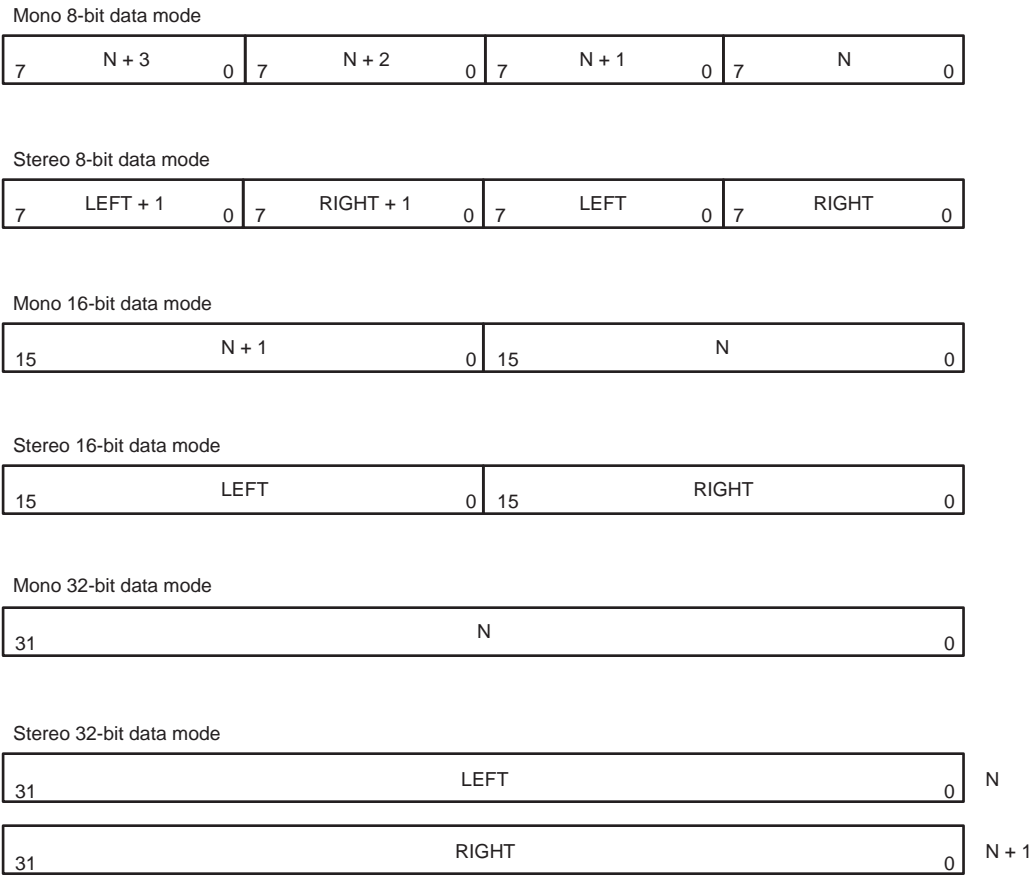 Mono 8-bit data mode
N + 3 N + 2 N + 1 N
7 0 7 0 7 0 7 0
Stereo 8-bit data mode
LEFT + 1 RIGHT + 1 LEFT RIGHT
7 0 7 0 7 0 7 0
Mono 16-bit data mode
N + 1 N
15 0 15 0
Stereo 16-bit data mode
LEFT RIGHT
15 0 15 0
Mono 32-bit data mode
N
31 0
Stereo 32-bit data mode
LEFT N
31 0
RIGHT N + 1
31 0